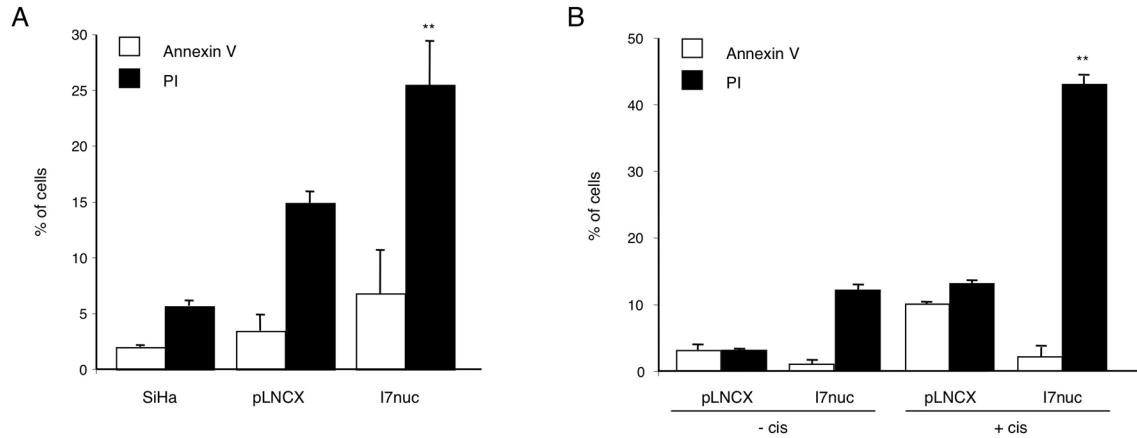 A
30
25
20
15
10
5
0
% of cells
Annexin V
PI
**
SiHa pLNCX I7nuc
B
50
40
30
20
10
0
% of cells
Annexin V
PI
**
pLNCX I7nuc pLNCX I7nuc
- cis + cis